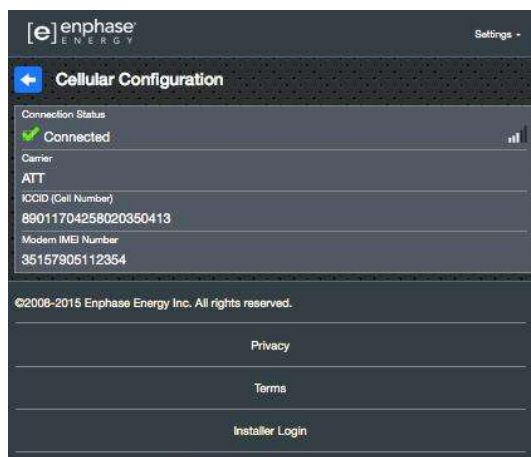 [e] enphase
ENERGY
Settings
Cellular Configuration
Connection Status
Connected
Carrier
ATT
ICCID (Cell Number)
89011704258020350413
Modem IMEI Number
35157905112354
©2008-2015 Enphase Energy Inc. All rights reserved.
Privacy
Terms
Installer Login